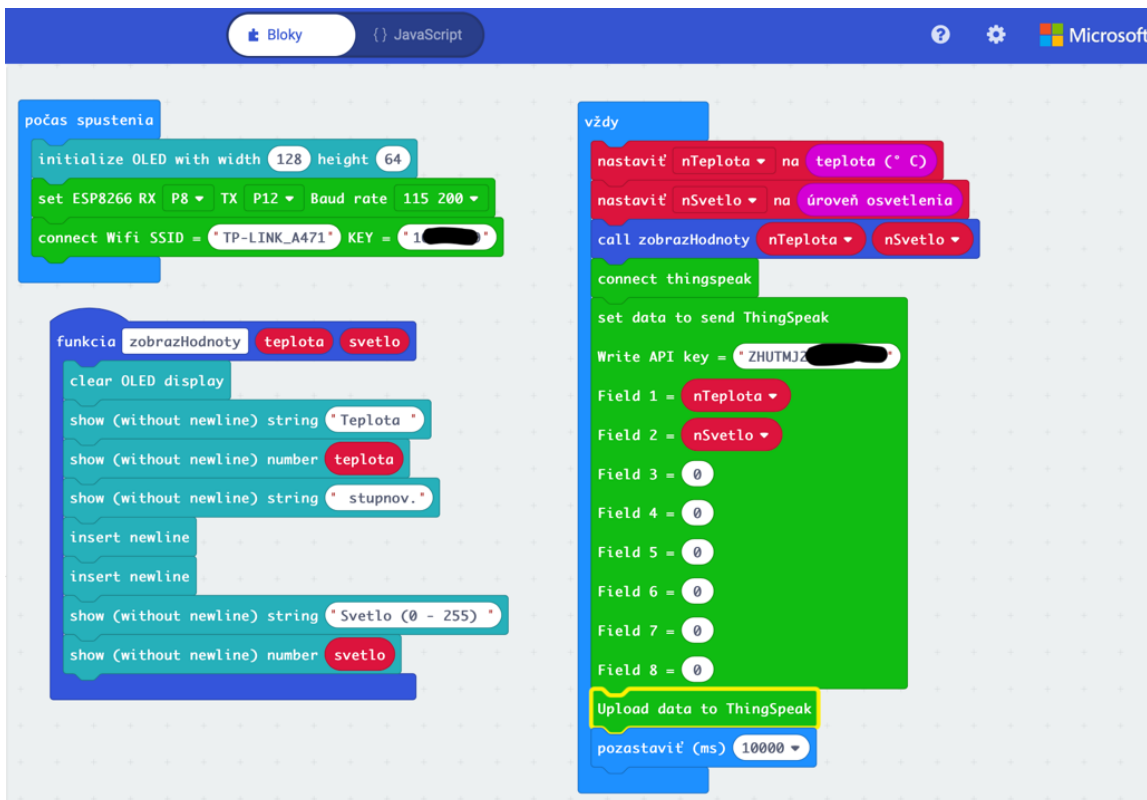 Bloky
{} JavaScript
Microsoft
počas spustenia
initialize OLED with width 128 height 64
set ESP8266 RX P8 TX P12 Baud rate 115 200
connect Wifi SSID = "TP-LINK_A471" KEY = "1 "
funkcia zobrazHodnoty teplota svetlo
clear OLED display
show (without newline) string "Teplota "
show (without newline) number teplota
show (without newline) string " stupnov."
insert newline
insert newline
show (without newline) string "Svetlo (0 - 255) "
show (without newline) number svetlo
vždy
nastaviť nTeplota na teplota (° C)
nastaviť nSvetlo na úroveň osvetlenia
call zobrazHodnoty nTeplota nSvetlo
connect thingspeak
set data to send ThingSpeak
Write API key = "ZHUTMJ2 "
Field 1 = nTeplota
Field 2 = nSvetlo
Field 3 = 0
Field 4 = 0
Field 5 = 0
Field 6 = 0
Field 7 = 0
Field 8 = 0
Upload data to ThingSpeak
pozastaviť (ms) 10000